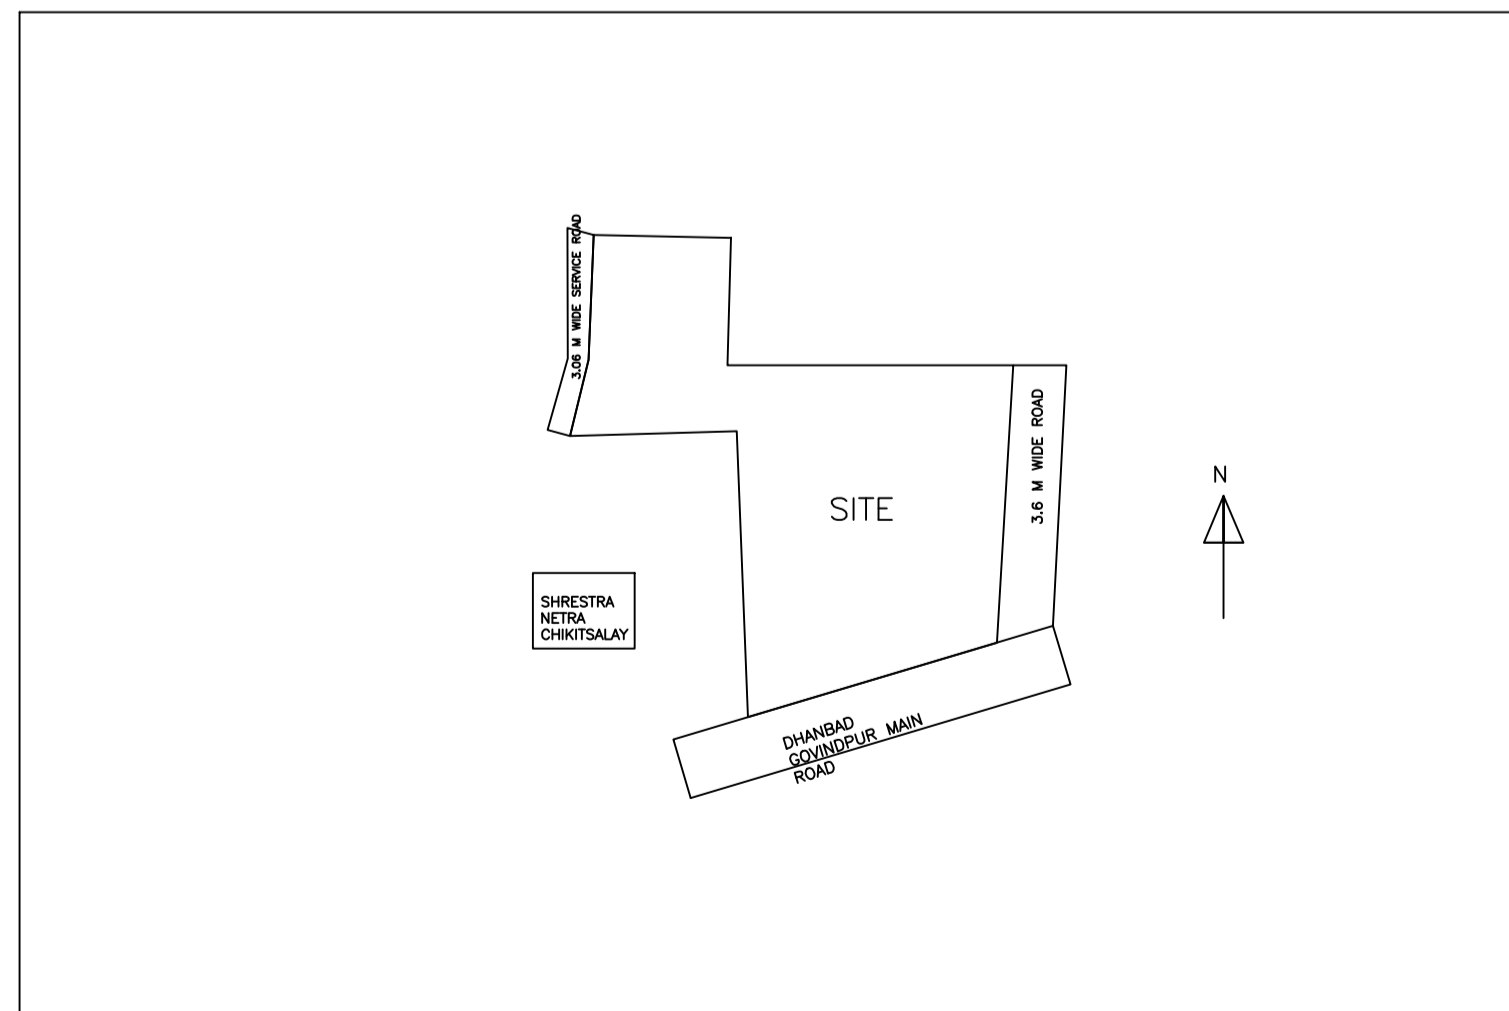 3.06 M WIDE SERVICE ROAD
3.6 M WIDE ROAD
N
SITE
SHRESTRA
NETRA
CHIKITSALAY
DHANBAD
GOVINDPUR MAIN
ROAD